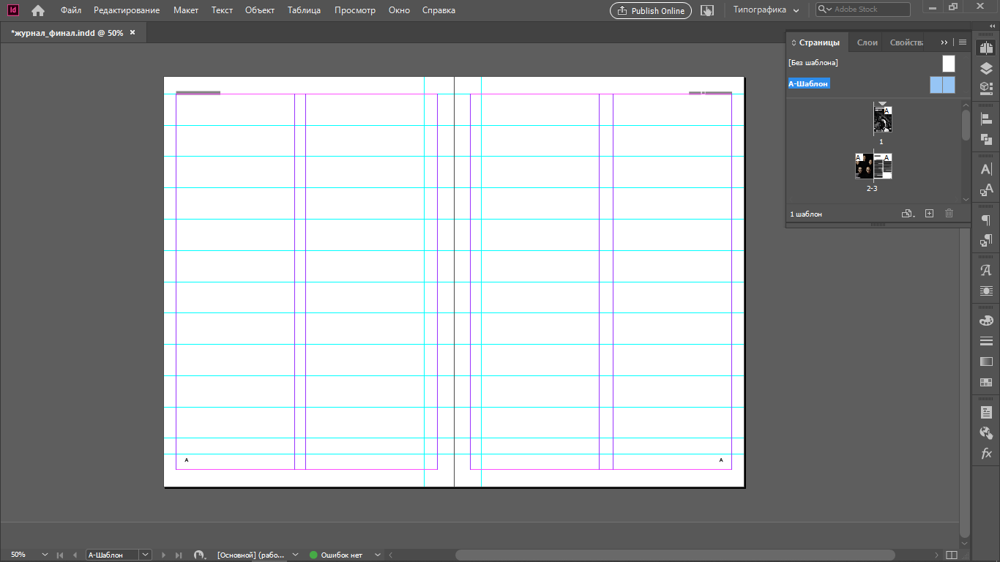 Id Файл Редактирование Макет Текст Объект Таблица Просмотр Окно Справка Publish Online Типографика Adobe Stock
*журнал_финал.indd @ 50% ×
Страницы Слои Свойства
[Без шаблона]
A-Шаблон
A
1
A A
2-3
1 шаблон
A A
50% A-Шаблон [Основной] (рабо... Ошибок нет